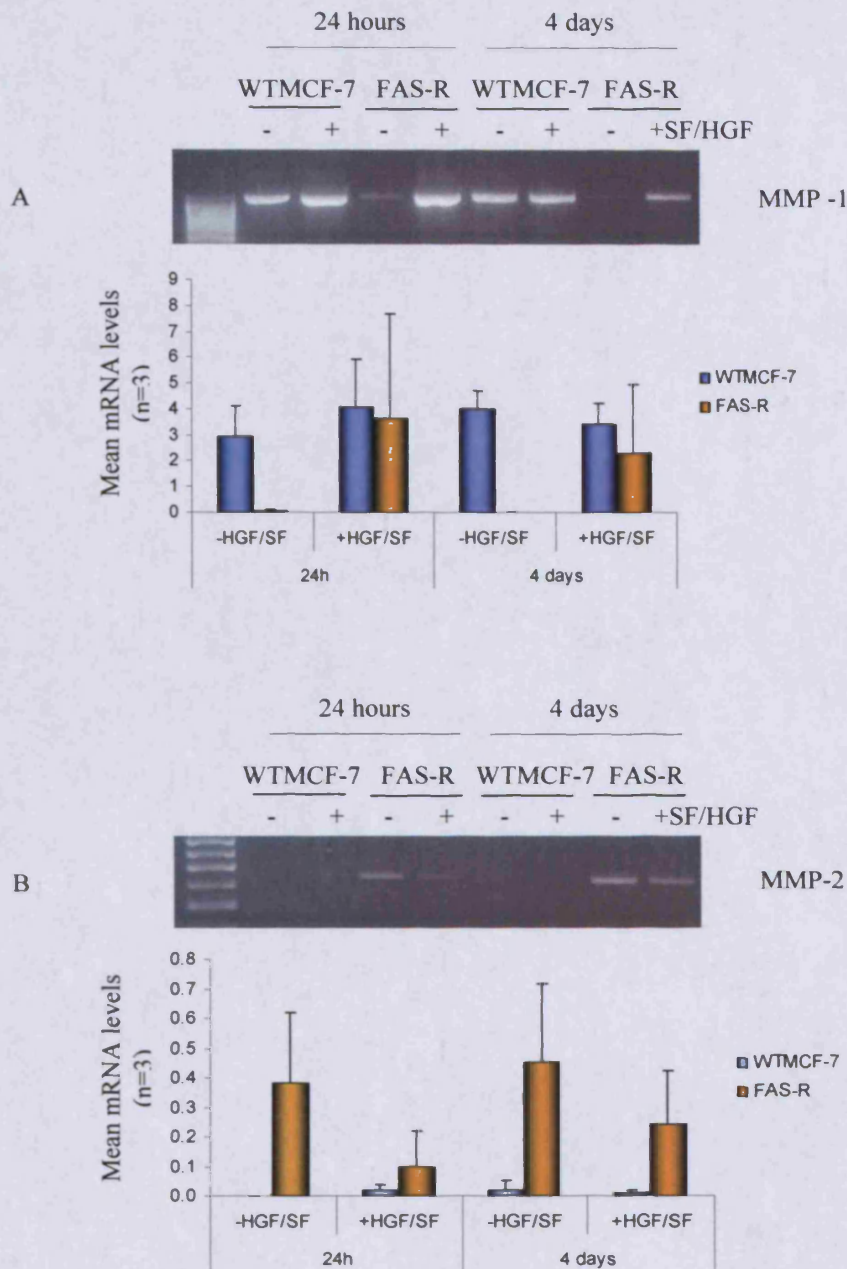 24 hours 4 days
WTMCF-7 FAS-R WTMCF-7 FAS-R
- + - + - + - +SF/HGF
A MMP -1
9
8
7
6
5
4
3
2
1
0
Mean mRNA levels
(n=3)
WTMCF-7
FAS-R
-HGF/SF +HGF/SF -HGF/SF +HGF/SF
24h 4 days
24 hours 4 days
WTMCF-7 FAS-R WTMCF-7 FAS-R
- + - + - + - +SF/HGF
B MMP-2
0.8
0.7
0.6
0.5
0.4
0.3
0.2
0.1
0.0
Mean mRNA levels
(n=3)
WTMCF-7
FAS-R
-HGF/SF +HGF/SF -HGF/SF +HGF/SF
24h 4 days